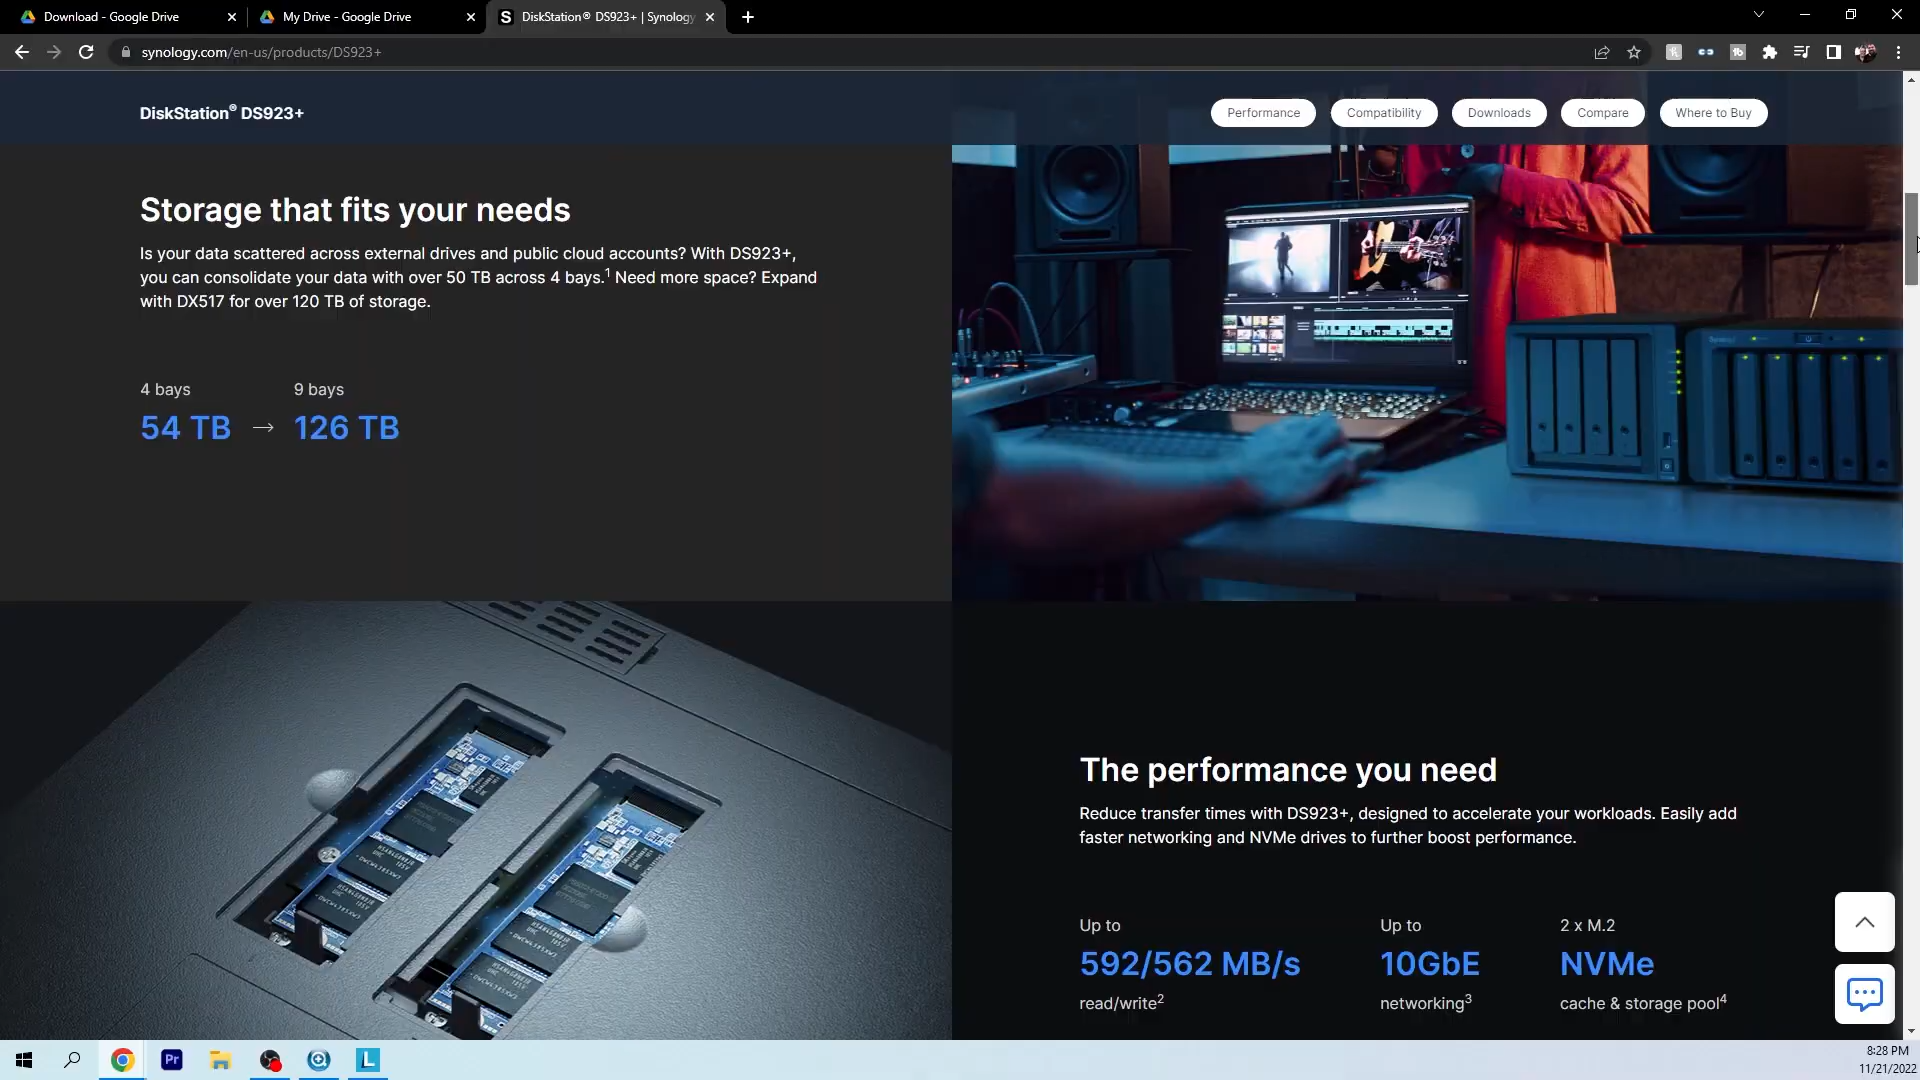 Download - Google Drive
My Drive - Google Drive
DiskStation® DS923+ | Synology
synology.com/en-us/products/DS923+
DiskStation® DS923+
Performance
Compatibility
Downloads
Compare
Where to Buy
Storage that fits your needs
Is your data scattered across external drives and public cloud accounts? With DS923+,
you can consolidate your data with over 50 TB across 4 bays.1 Need more space? Expand
with DX517 for over 120 TB of storage.
4 bays
9 bays
54 TB → 126 TB
The performance you need
Reduce transfer times with DS923+, designed to accelerate your workloads. Easily add
faster networking and NVMe drives to further boost performance.
Up to
592/562 MB/s
read/write2
Up to
10GbE
networking3
2 x M.2
NVMe
cache & storage pool4
Pr
L
8:28 PM
11/21/2022